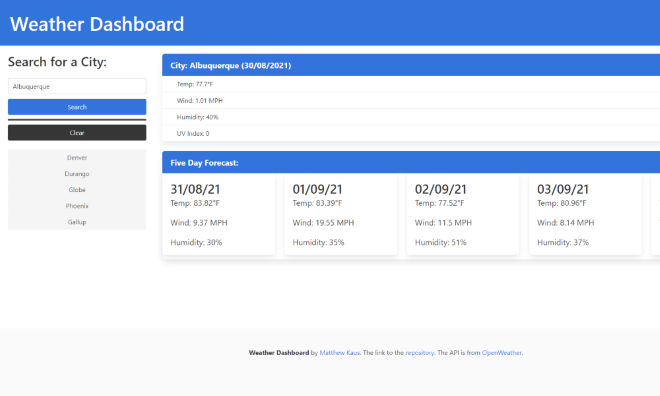 Weather Dashboard
Search for a City:
Albuquerque
Search
Clear
Denver
Durango
Globe
Phoenix
Gallup
City: Albuquerque (30/08/2021)
Temp: 77.7°F
Wind: 1.01 MPH
Humidity: 40%
UV Index: 0
Five Day Forecast:
31/08/21
Temp: 83.82°F
Wind: 9.37 MPH
Humidity: 30%
01/09/21
Temp: 83.39°F
Wind: 19.55 MPH
Humidity: 35%
02/09/21
Temp: 77.52°F
Wind: 11.5 MPH
Humidity: 51%
03/09/21
Temp: 80.96°F
Wind: 8.14 MPH
Humidity: 37%
Weather Dashboard by Matthew Kaus. The link to the repository. The API is from OpenWeather.